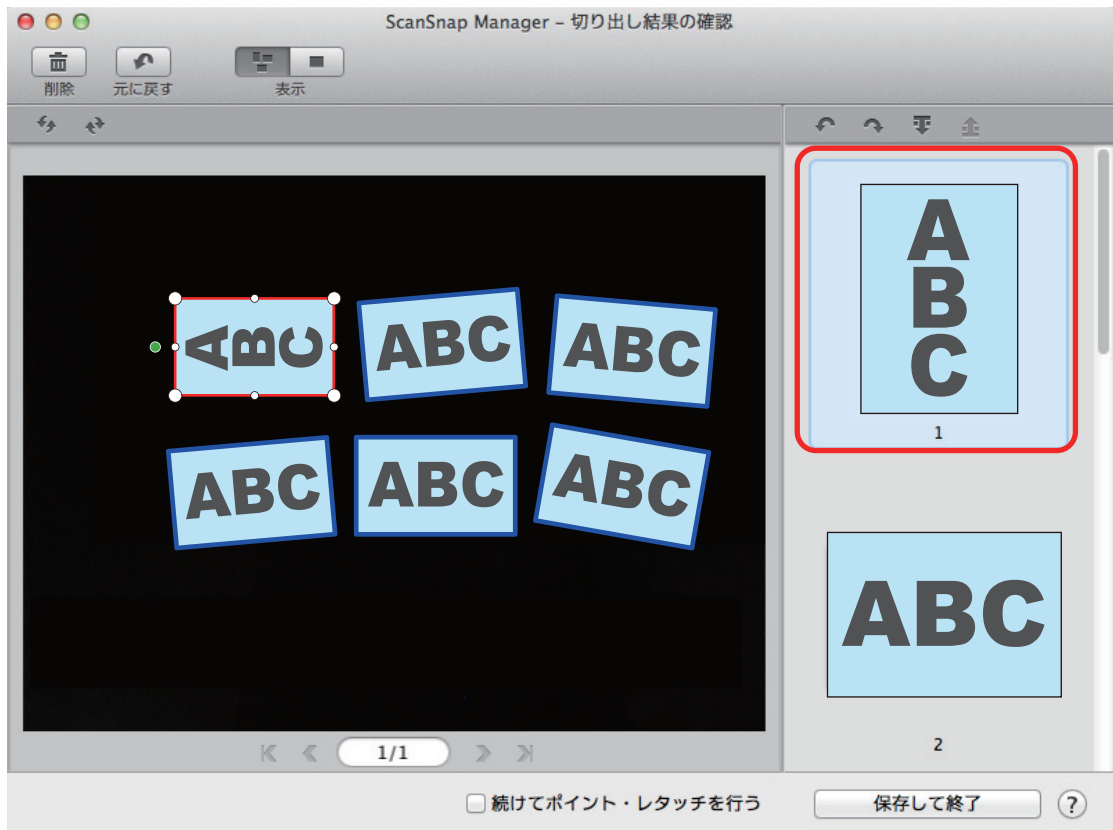 ScanSnap Manager – 切り出し結果の確認
削除 元に戻す 表示
ABC ABC ABC
ABC ABC ABC
1/1
A
B
C
1
ABC
2
続けてポイント・レタッチを行う 保存して終了 ?